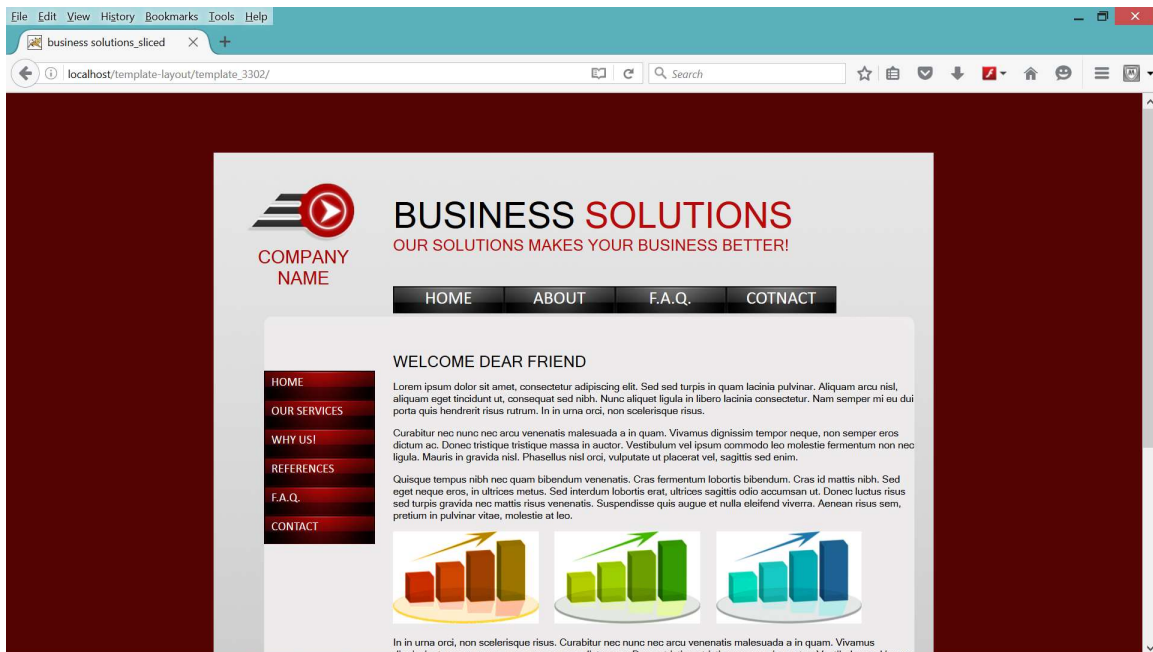 File Edit View History Bookmarks Tools Help
business solutions_sliced
localhost/template-layout/template_3302/
Search
COMPANY
NAME
BUSINESS SOLUTIONS
OUR SOLUTIONS MAKES YOUR BUSINESS BETTER!
HOME ABOUT F.A.Q. COTNACT
HOME
OUR SERVICES
WHY US!
REFERENCES
F.A.Q.
CONTACT
WELCOME DEAR FRIEND
Lorem ipsum dolor sit amet, consectetur adipiscing elit. Sed sed turpis in quam lacinia pulvinar. Aliquam arcu nisl,
aliquam eget tincidunt ut, consequat sed nibh. Nunc aliquet ligula in libero lacinia consectetur. Nam semper mi eu dui
porta quis hendrerit risus rutrum. In in urna orci, non scelerisque risus.
Curabitur nec nunc nec arcu venenatis malesuada a in quam. Vivamus dignissim tempor neque, non semper eros
dictum ac. Donec tristique tristique massa in auctor. Vestibulum vel ipsum commodo leo molestie fermentum non nec
ligula. Mauris in gravida nisl. Phasellus nisl orci, vulputate ut placerat vel, sagittis sed enim.
Quisque tempus nibh nec quam bibendum venenatis. Cras fermentum lobortis bibendum. Cras id mattis nibh. Sed
eget neque eros, in ultrices metus. Sed interdum lobortis erat, ultrices sagittis odio accumsan ut. Donec luctus risus
sed turpis gravida nec mattis risus venenatis. Suspendisse quis augue et nulla eleifend viverra. Aenean risus sem,
pretium in pulvinar vitae, molestie at leo.
In in urna orci, non scelerisque risus. Curabitur nec nunc nec arcu venenatis malesuada a in quam. Vivamus